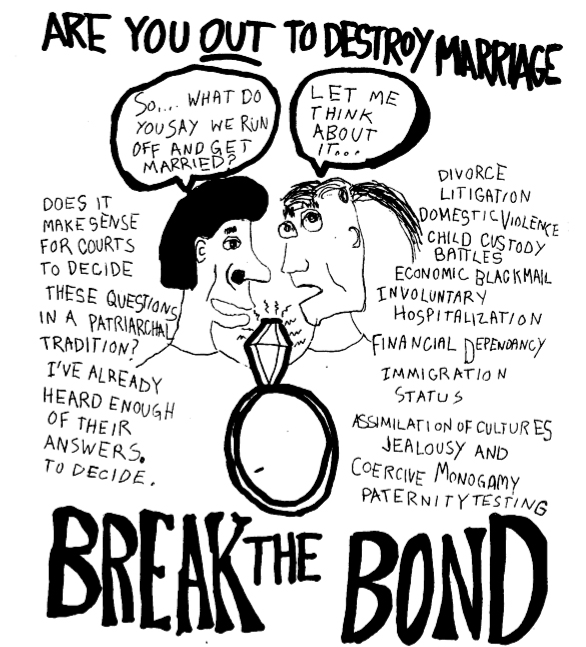 ARE YOU OUT TO DESTROY MARRIAGE
SO.... WHAT DO
YOU SAY WE RUN
OFF AND GET
MARRIED?
LET ME
THINK
ABOUT
IT...
DOES IT
MAKE SENSE
FOR COURTS
TO DECIDE
THESE QUESTIONS
IN A PATRIARCHAL
TRADITION?
I'VE ALREADY
HEARD ENOUGH
OF THEIR
ANSWERS.
TO DECIDE.
DIVORCE
LITIGATION
DOMESTIC VIOLENCE
CHILD CUSTODY
BATTLES
ECONOMIC BLACKMAIL
INVOLUNTARY
HOSPITALIZATION
FINANCIAL DEPENDANCY
IMMIGRATION
STATUS
ASSIMILATION OF CULTURES
JEALOUSY AND
COERCIVE MONOGAMY
PATERNITY TESTING
BREAK THE BOND